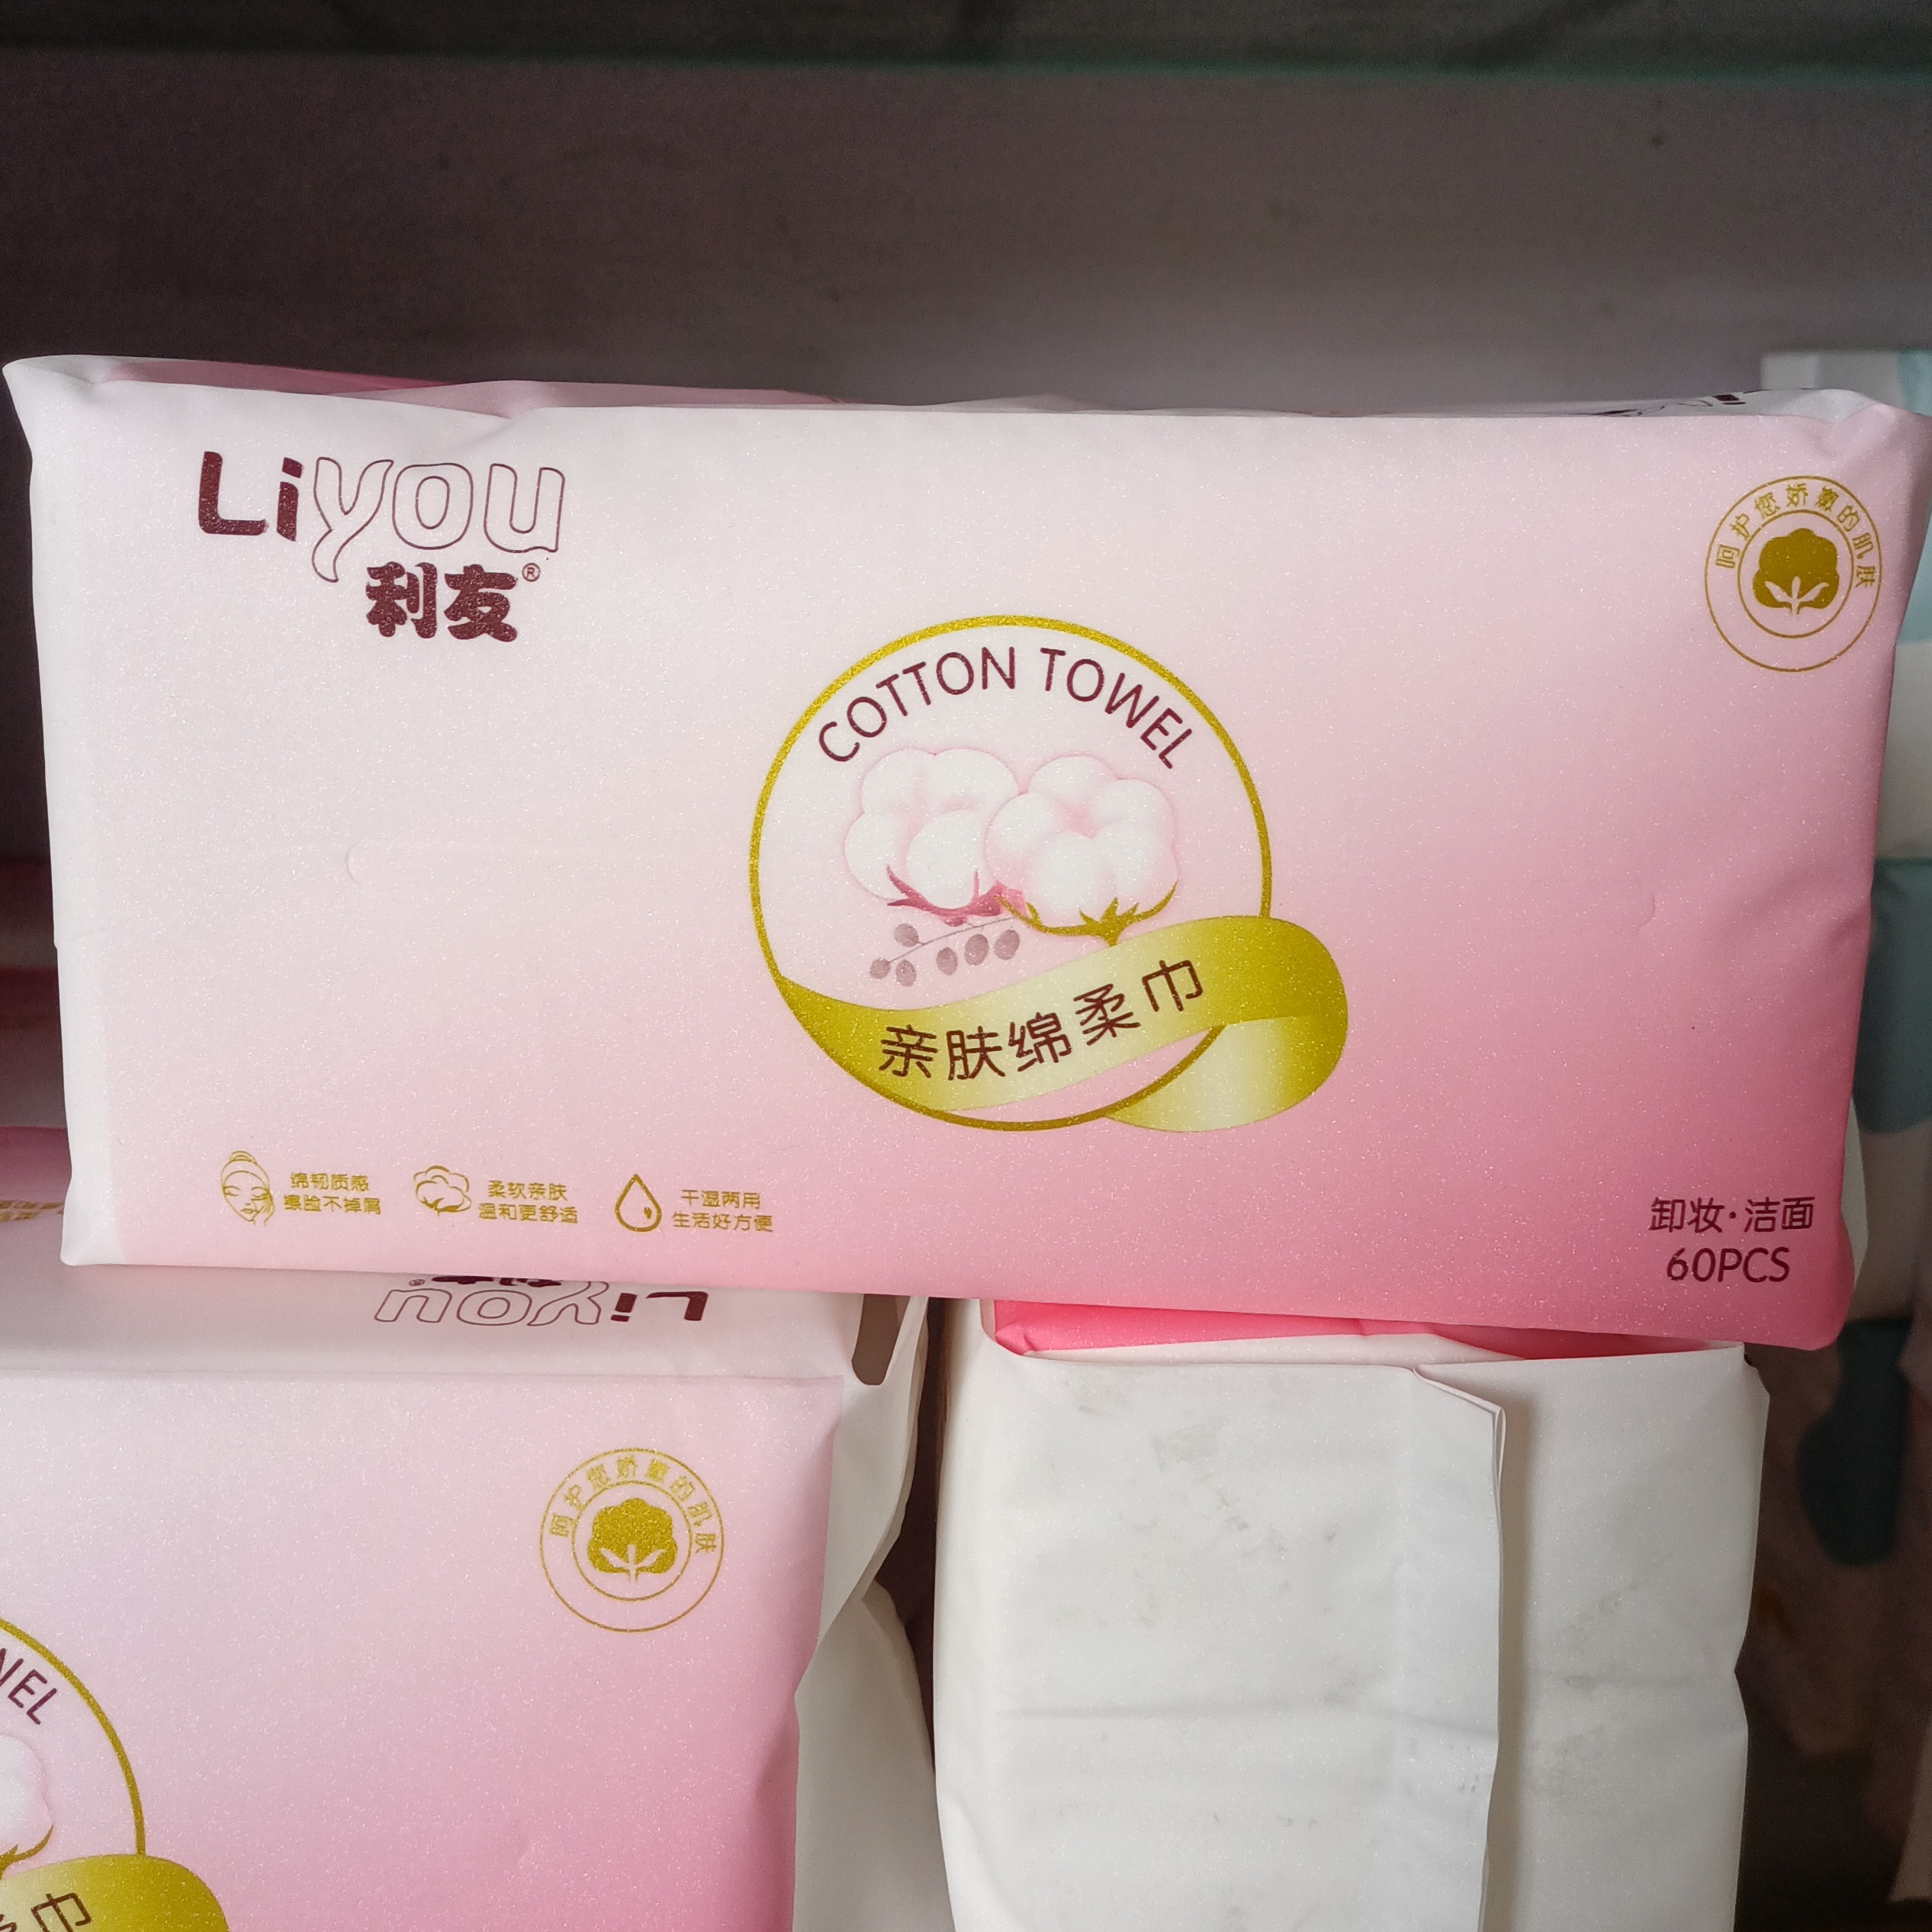 Liyou
利友®
呵护您娇嫩的肌肤
COTTON TOWEL
亲肤绵柔巾
绵韧质感
擦脸不掉屑
柔软亲肤
温和更舒适
干湿两用
生活好方便
卸妆·洁面
60PCS
Liyou
呵护您娇嫩的肌肤
WEL
柔巾